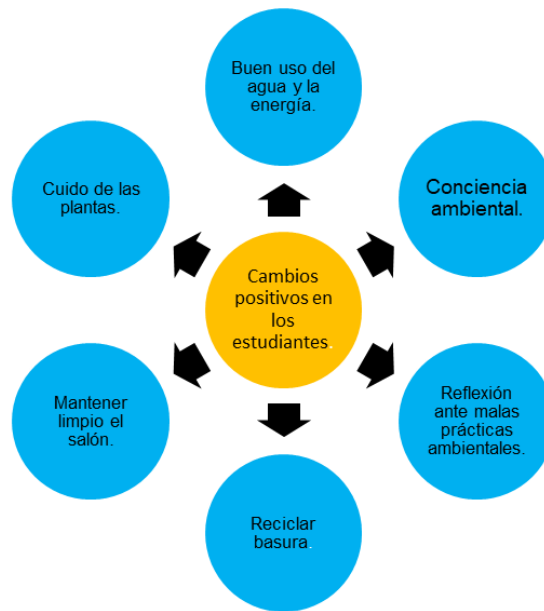 Buen uso del
agua y la
energía.
Cuido de las
plantas.
Conciencia
ambiental.
Cambios
positivos en
los
estudiantes.
Mantener
limpio el
salón.
Reflexión
ante malas
prácticas
ambientales.
Reciclar
basura.